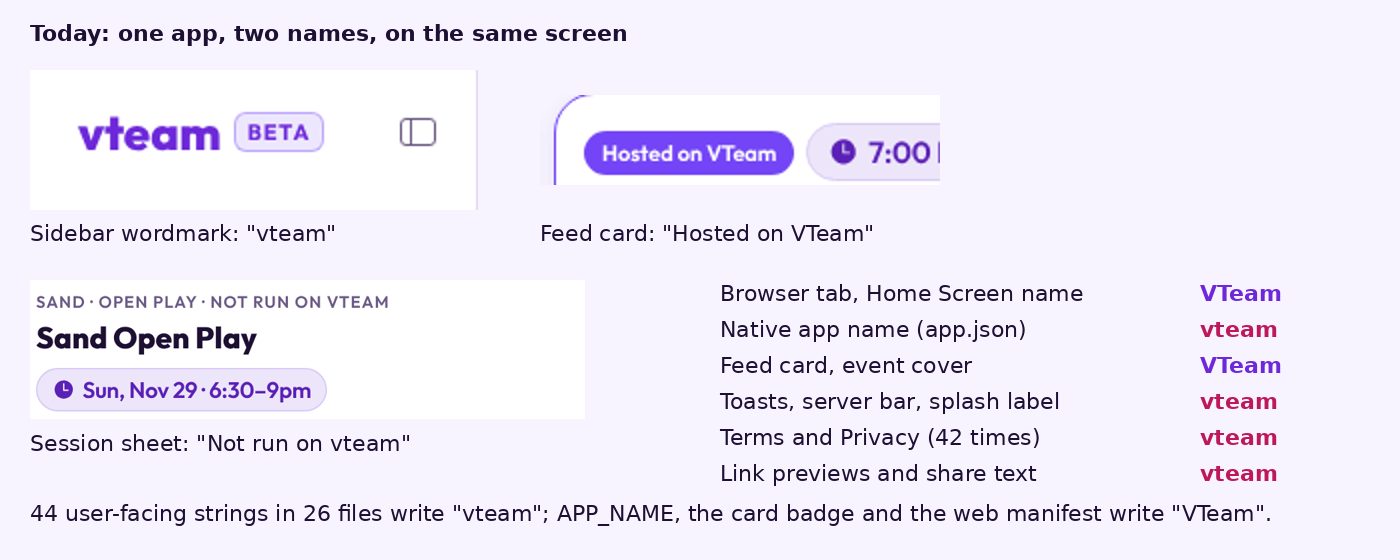 Today: one app, two names, on the same screen
vteam BETA
Hosted on VTeam 7:00
Sidebar wordmark: "vteam"
Feed card: "Hosted on VTeam"
SAND · OPEN PLAY · NOT RUN ON VTEAM
Sand Open Play
Sun, Nov 29 · 6:30–9pm
Session sheet: "Not run on vteam"
Browser tab, Home Screen name VTeam
Native app name (app.json) vteam
Feed card, event cover VTeam
Toasts, server bar, splash label vteam
Terms and Privacy (42 times) vteam
Link previews and share text vteam
44 user-facing strings in 26 files write "vteam"; APP_NAME, the card badge and the web manifest write "VTeam".